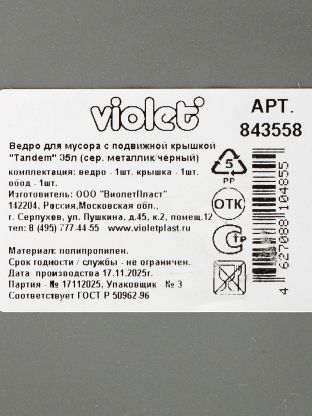 violet
АРТ.
843558
Ведро для мусора с подвижной крышкой
"Tandem" 35л (сер. металлик/черный)
комплектация: ведро - 1шт. крышка - 1шт.
обод - 1шт.
Изготовитель: ООО "ВиолетПласт"
142204, Россия,Московская обл.,
г. Серпухов, ул. Пушкина, д.45, к.2, помещ.12
тел: 8 (495) 777-44-55 www.violetplast.ru
Материал: полипропилен.
Срок годности / службы - не ограничен.
Дата производства 17.11.2025г.
Партия - № 17112025, Упаковщик - № 3
Соответствует ГОСТ Р 50962-96
5
PP
ОТК
4 627088 104855